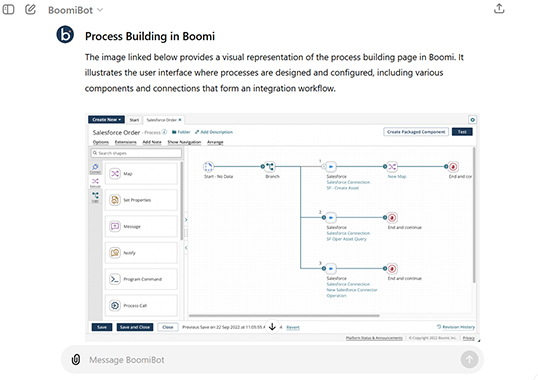 BoomiBot
b
Process Building in Boomi
The image linked below provides a visual representation of the process building page in Boomi. It
illustrates the user interface where processes are designed and configured, including various
components and connections that form an integration workflow.
Create New Start Salesforce Order
Salesforce Order - Process Folder Add Description Create Packaged Component Test
Options Extensions Add Note Show Navigation Arrange
Search shapes
Connect
Execute
Logic
Map
Set Properties
Message
Notify
Program Command
Process Call
Start - No Data
Branch
1
Salesforce
Salesforce Connection
SF - Create Asset
New Map
End and con
2
Salesforce
Salesforce Connection
SF Oper Asset Query
End and continue
3
Salesforce
Salesforce Connection
New Salesforce Connector
Operation
End and continue
Save Save and Close Close Previous Save on 22 Sep 2022 at 11:05:55 A Revert Revision History
Platform Status & Announcements © Copyright 2022 Boomi, Inc. Privacy
Message BoomiBot